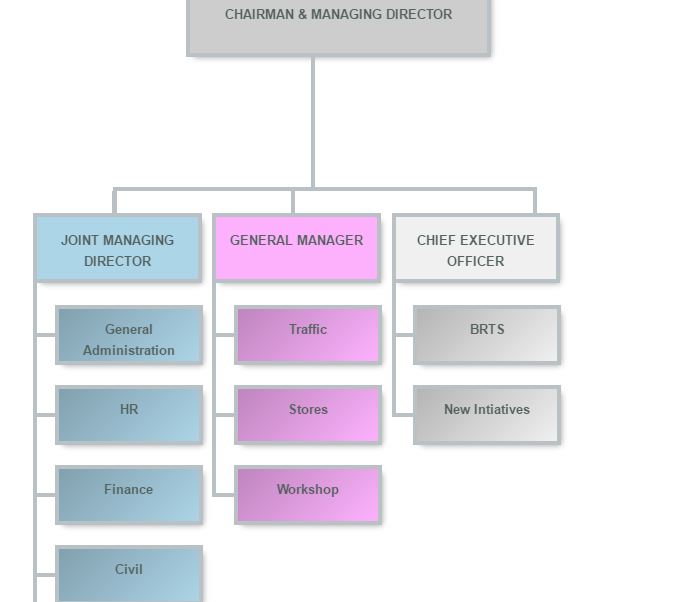 CHAIRMAN & MANAGING DIRECTOR
JOINT MANAGING
DIRECTOR
GENERAL MANAGER
CHIEF EXECUTIVE
OFFICER
General
Administration
Traffic
BRTS
HR
Stores
New Intiatives
Finance
Workshop
Civil